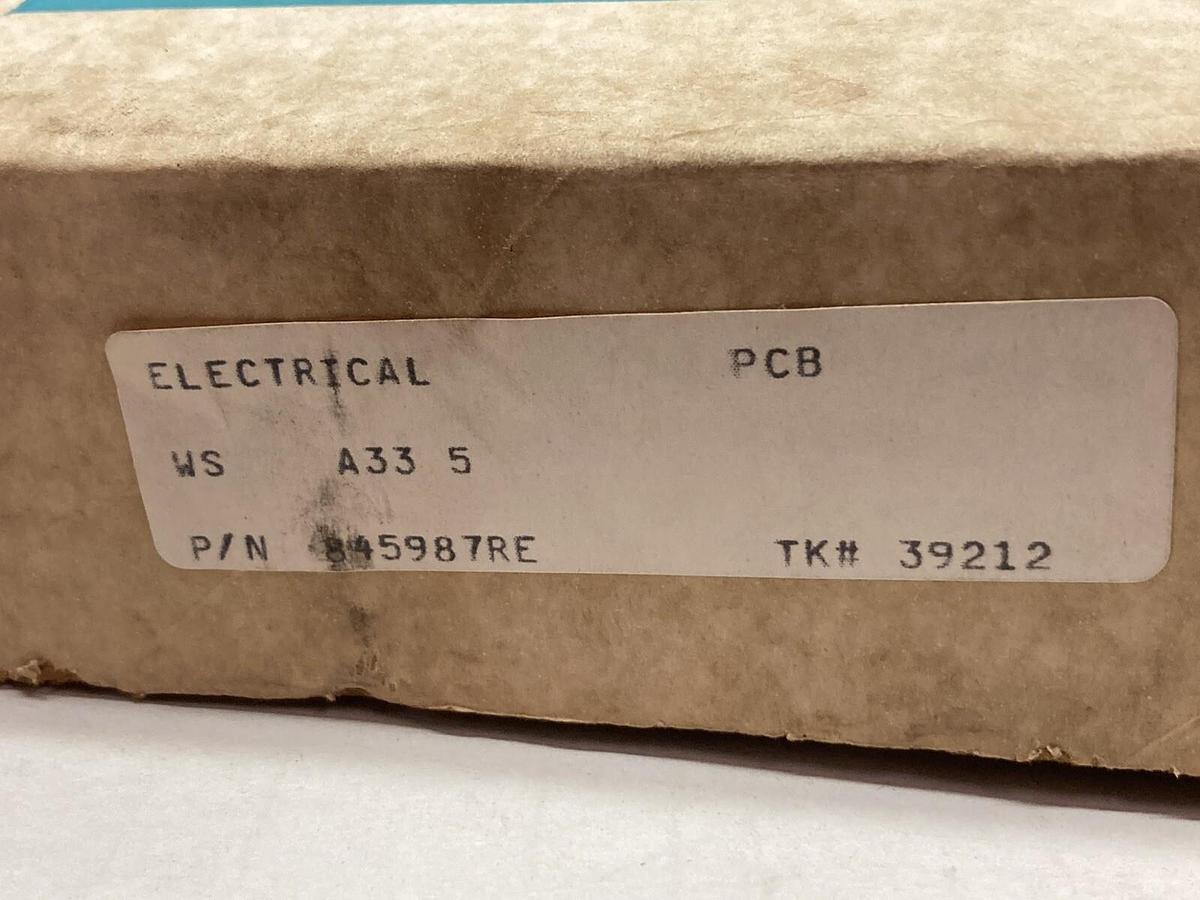 ELECTRICAL PCB
WS A33 5
P/N 845987RE TK# 39212